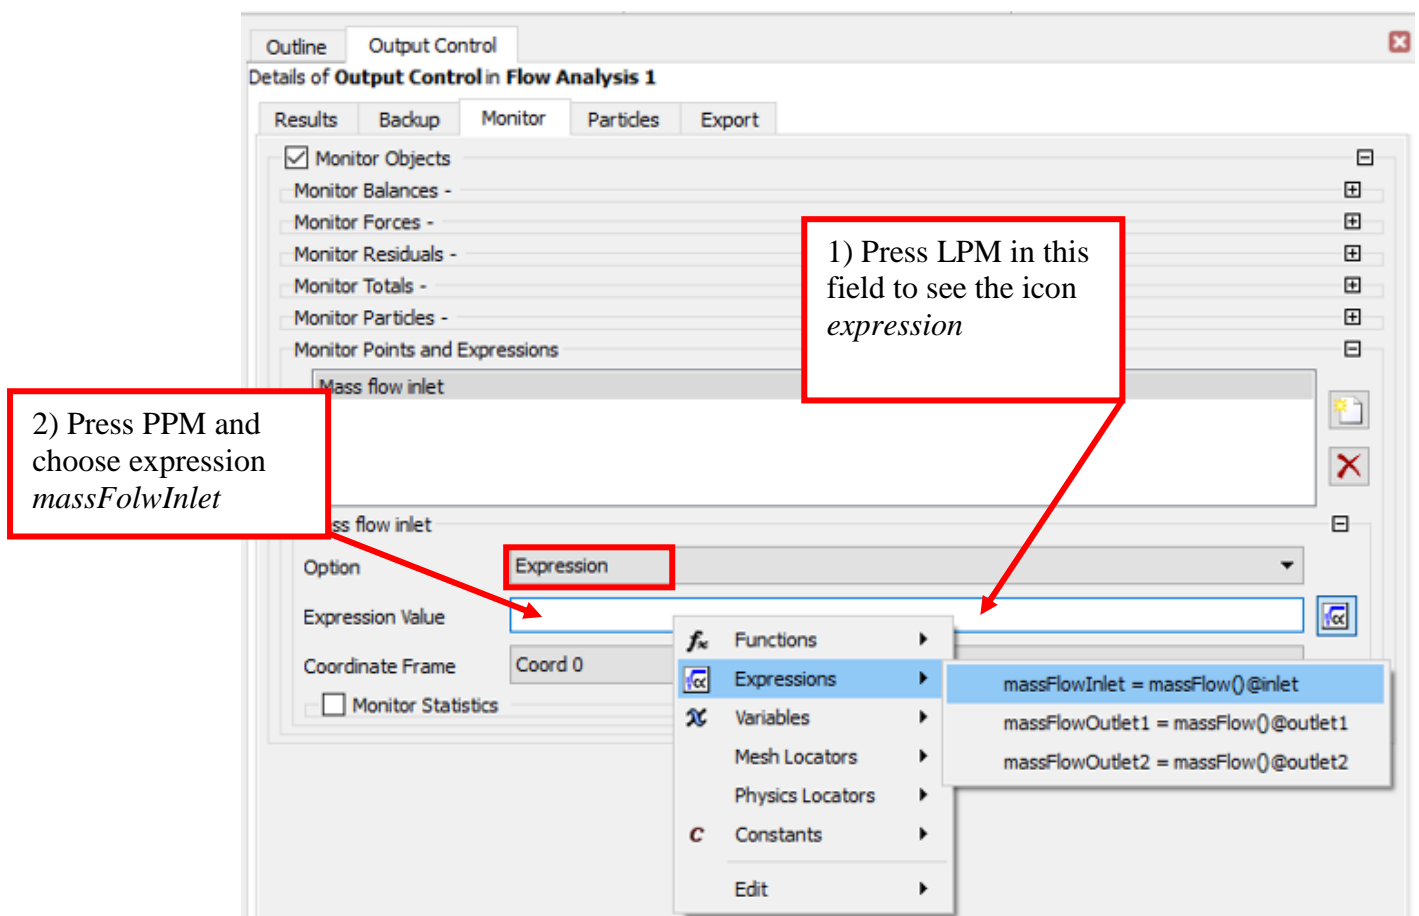 Outline Output Control
Details of Output Control in Flow Analysis 1
Results Backup Monitor Particles Export
Monitor Objects
Monitor Balances -
Monitor Forces -
Monitor Residuals -
Monitor Totals -
Monitor Particles -
Monitor Points and Expressions
Mass flow inlet
1) Press LPM in this
field to see the icon
expression
2) Press PPM and
choose expression
massFolwInlet
ss flow inlet
Option Expression
Expression Value
Coordinate Frame Coord 0
Monitor Statistics
Functions
Expressions
Variables
Mesh Locators
Physics Locators
Constants
Edit
massFlowInlet = massFlow()@inlet
massFlowOutlet1 = massFlow()@outlet1
massFlowOutlet2 = massFlow()@outlet2